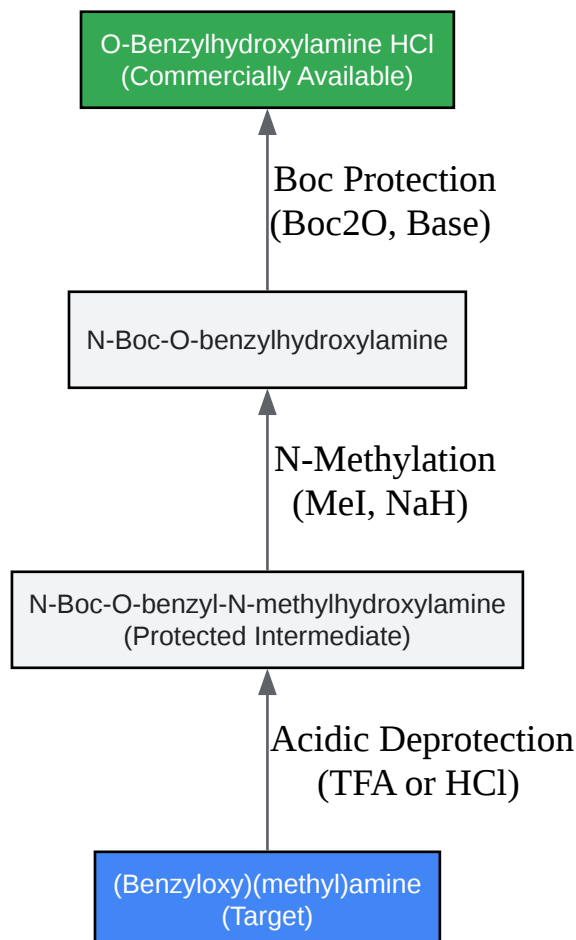 O-Benzylhydroxylamine HCl
(Commercially Available)
Boc Protection
(Boc2O, Base)
N-Boc-O-benzylhydroxylamine
N-Methylation
(MeI, NaH)
N-Boc-O-benzyl-N-methylhydroxylamine
(Protected Intermediate)
Acidic Deprotection
(TFA or HCl)
(Benzyloxy)(methyl)amine
(Target)